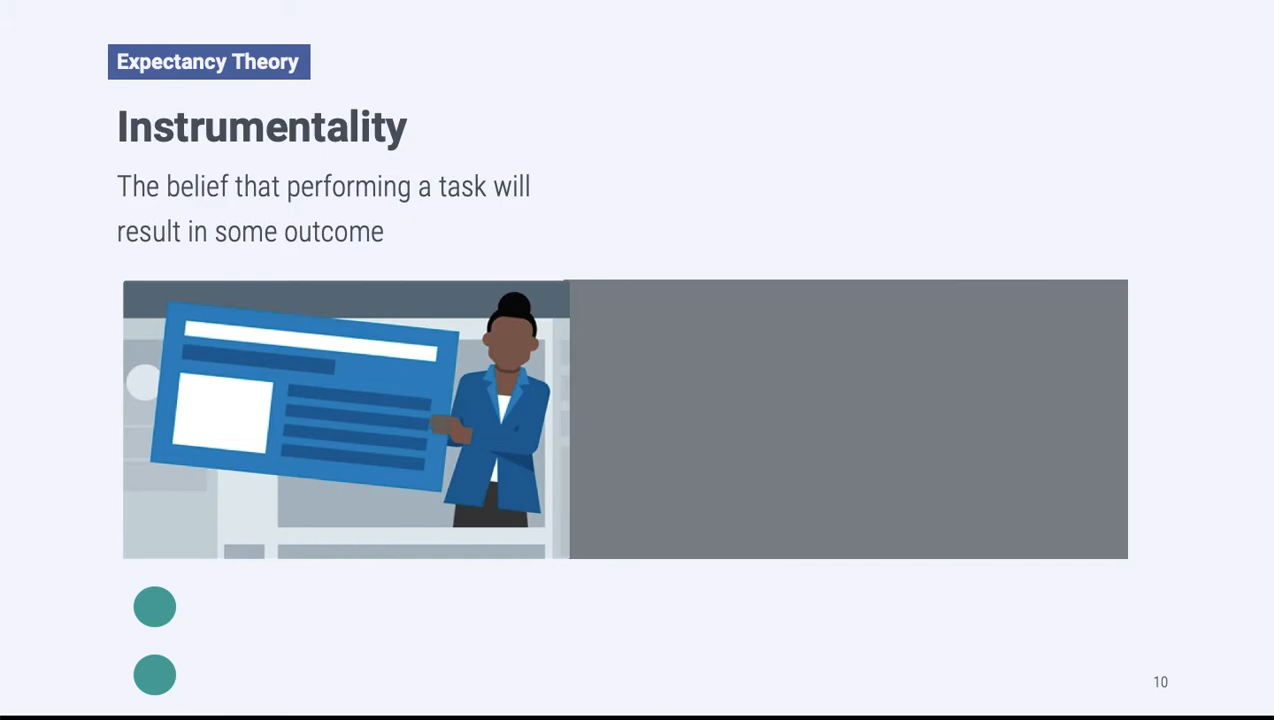 Expectancy Theory
Instrumentality
The belief that performing a task will
result in some outcome
10